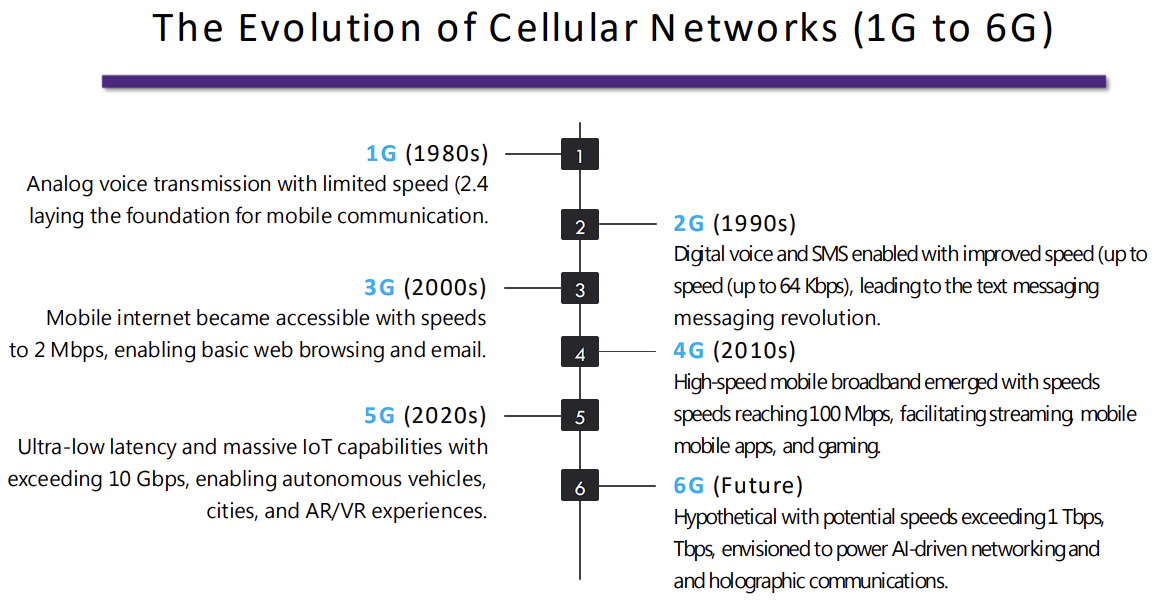 The Evolution of Cellular Networks (1G to 6G)
1G (1980s)
1
Analog voice transmission with limited speed (2.4
laying the foundation for mobile communication.
2
2G (1990s)
Digital voice and SMS enabled with improved speed (up to
speed (up to 64 Kbps), leading to the text messaging
messaging revolution.
3G (2000s)
3
Mobile internet became accessible with speeds
to 2 Mbps, enabling basic web browsing and email.
4
4G (2010s)
High-speed mobile broadband emerged with speeds
speeds reaching 100 Mbps, facilitating streaming, mobile
mobile apps, and gaming.
5G (2020s)
5
Ultra-low latency and massive IoT capabilities with
exceeding 10 Gbps, enabling autonomous vehicles,
cities, and AR/VR experiences.
6
6G (Future)
Hypothetical with potential speeds exceeding 1 Tbps,
Tbps, envisioned to power AI-driven networking and
and holographic communications.